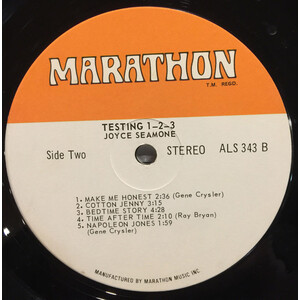 MARATHON
T.M. REGD.
TESTING 1-2-3
JOYCE SEAMONE
Side Two
STEREO
ALS 343 B
1. MAKE ME HONEST 2:36 (Gene Crysler)
2. COTTON JENNY 3:15
3. BEDTIME STORY 4:28
4. TIME AFTER TIME 2:10 (Ray Bryan)
5. NAPOLEON JONES 1:59
(Gene Crysler)
MANUFACTURED BY MARATHON MUSIC INC.